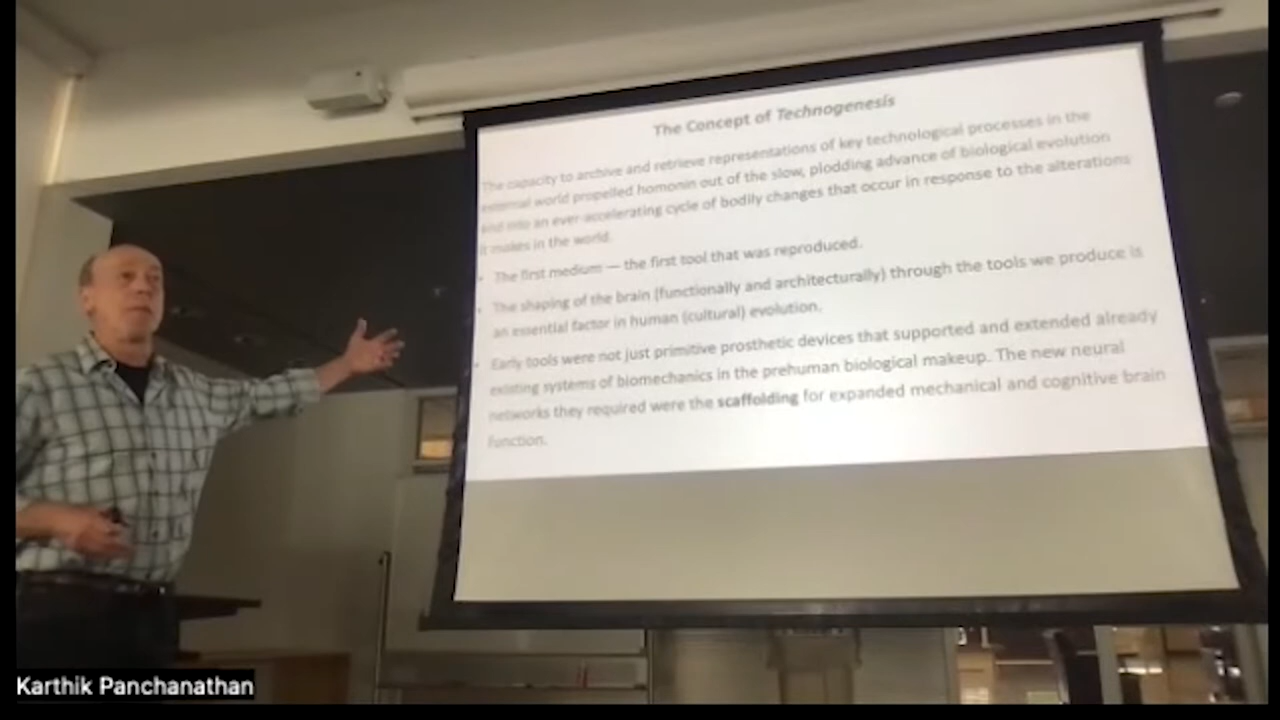 The Concept of Technogenesis
The capacity to archive and retrieve representations of key technological processes in the
external world propelled homonin out of the slow, plodding advance of biological evolution
and into an ever-accelerating cycle of bodily changes that occur in response to the alterations
it makes in the world.
• The first medium — the first tool that was reproduced.
• The shaping of the brain (functionally and architecturally) through the tools we produce is
an essential factor in human (cultural) evolution.
• Early tools were not just primitive prosthetic devices that supported and extended already
existing systems of biomechanics in the prehuman biological makeup. The new neural
networks they required were the scaffolding for expanded mechanical and cognitive brain
function.
Karthik Panchanathan